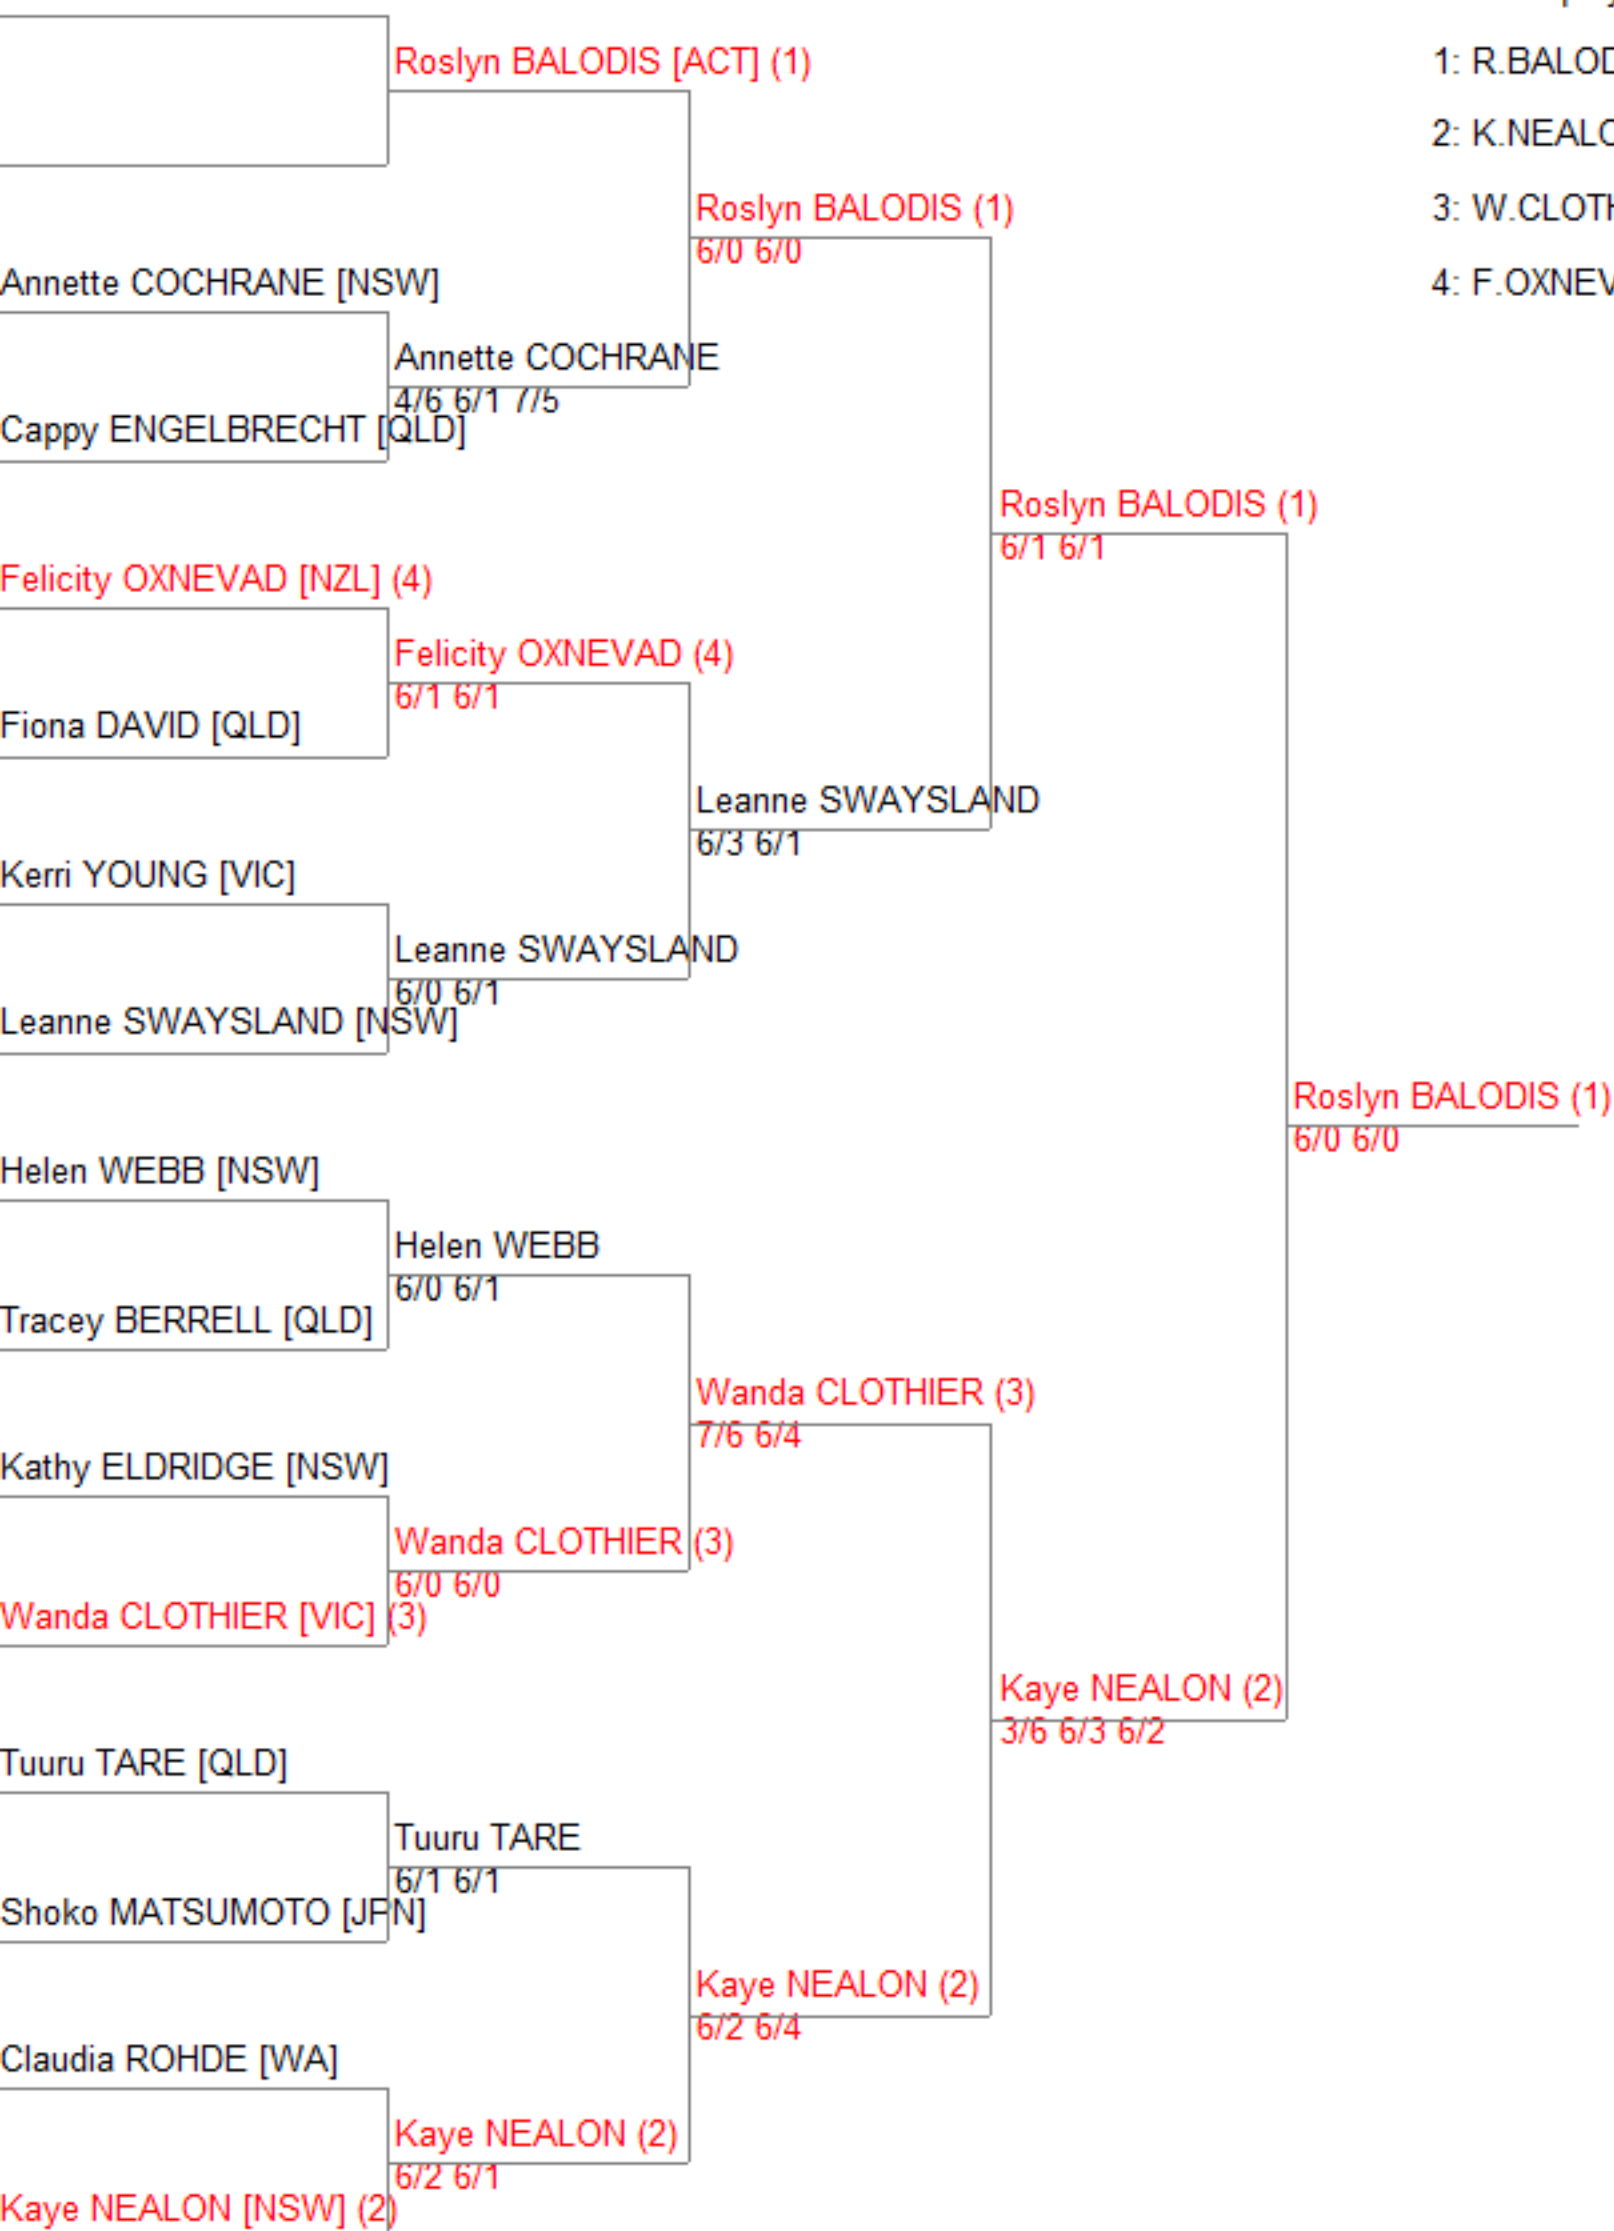 Roslyn BALODIS [ACT] (1)
1: R.BALOD
2: K.NEALO
Roslyn BALODIS (1)
6/0 6/0
3: W.CLOTH
Annette COCHRANE [NSW]
4: F.OXNEV
Annette COCHRANE
4/6 6/1 7/5
Cappy ENGELBRECHT [QLD]
Roslyn BALODIS (1)
6/1 6/1
Felicity OXNEVAD [NZL] (4)
Felicity OXNEVAD (4)
6/1 6/1
Fiona DAVID [QLD]
Leanne SWAYSLAND
6/3 6/1
Kerri YOUNG [VIC]
Leanne SWAYSLAND
6/0 6/1
Leanne SWAYSLAND [NSW]
Roslyn BALODIS (1)
6/0 6/0
Helen WEBB [NSW]
Helen WEBB
6/0 6/1
Tracey BERRELL [QLD]
Wanda CLOTHIER (3)
7/6 6/4
Kathy ELDRIDGE [NSW]
Wanda CLOTHIER (3)
6/0 6/0
Wanda CLOTHIER [VIC] (3)
Kaye NEALON (2)
3/6 6/3 6/2
Tuuru TARE [QLD]
Tuuru TARE
6/1 6/1
Shoko MATSUMOTO [JPN]
Kaye NEALON (2)
6/2 6/4
Claudia ROHDE [WA]
Kaye NEALON (2)
6/2 6/1
Kaye NEALON [NSW] (2)